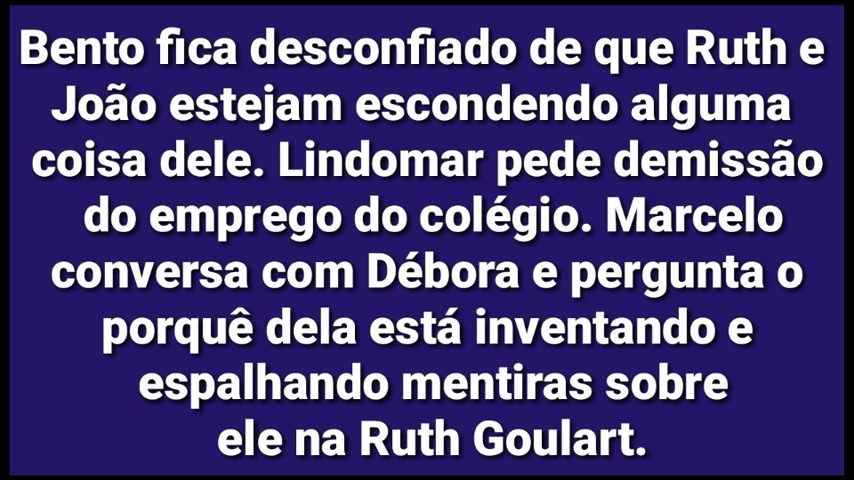 Bento fica desconfiado de que Ruth e
João estejam escondendo alguma
coisa dele. Lindomar pede demissão
do emprego do colégio. Marcelo
conversa com Débora e pergunta o
porquê dela está inventando e
espalhando mentiras sobre
ele na Ruth Goulart.